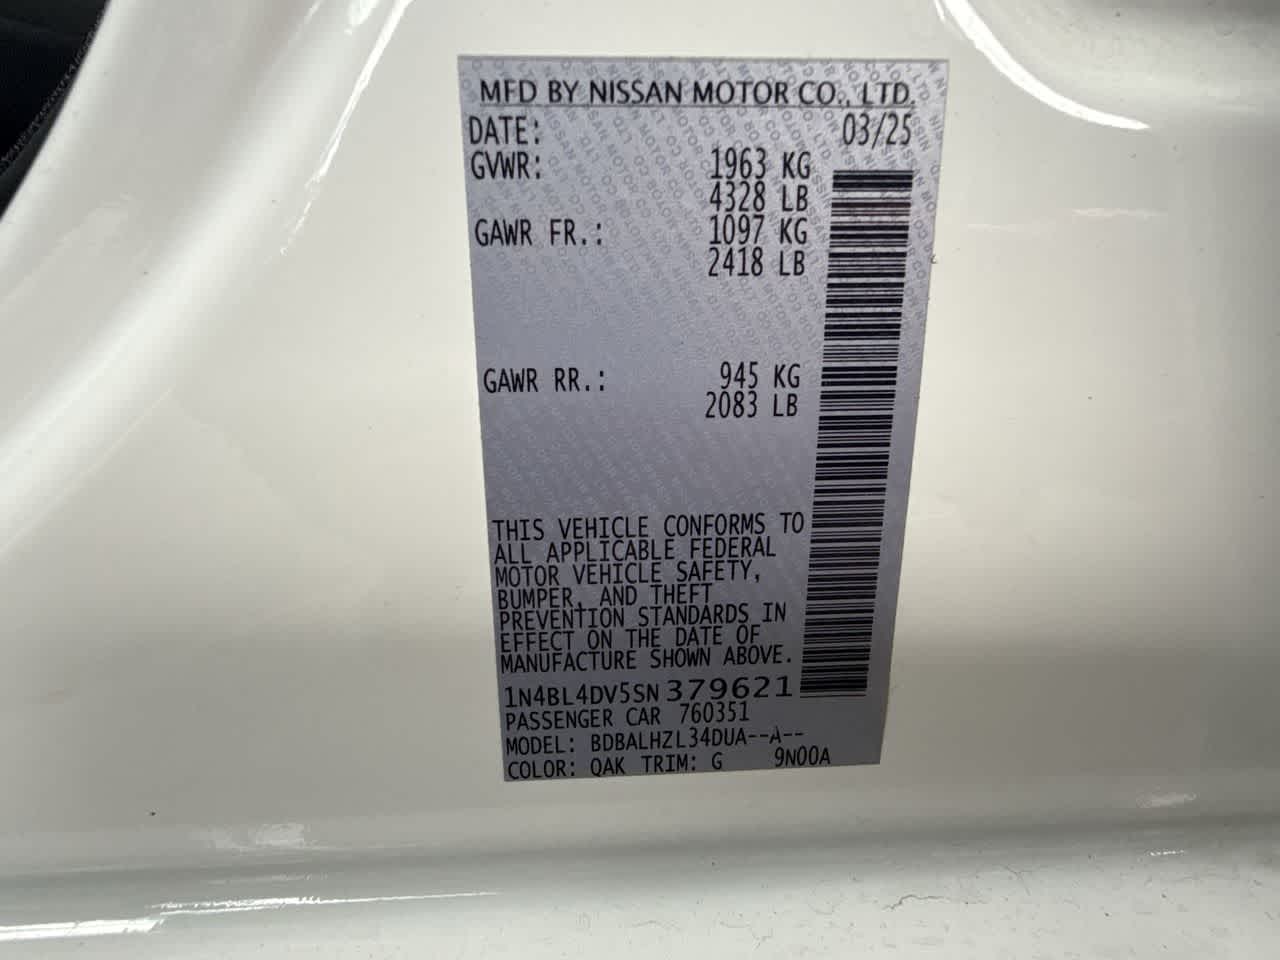 MFD BY NISSAN MOTOR CO., LTD.
DATE: 03/25
GVWR: 1963 KG
4328 LB
GAWR FR.: 1097 KG
2418 LB
GAWR RR.: 945 KG
2083 LB
THIS VEHICLE CONFORMS TO
ALL APPLICABLE FEDERAL
MOTOR VEHICLE SAFETY,
BUMPER, AND THEFT
PREVENTION STANDARDS IN
EFFECT ON THE DATE OF
MANUFACTURE SHOWN ABOVE.
1N4BL4DV5SN379621
PASSENGER CAR 760351
MODEL: BDBALHZL34DUA--A--
COLOR: QAK TRIM: G 9N00A